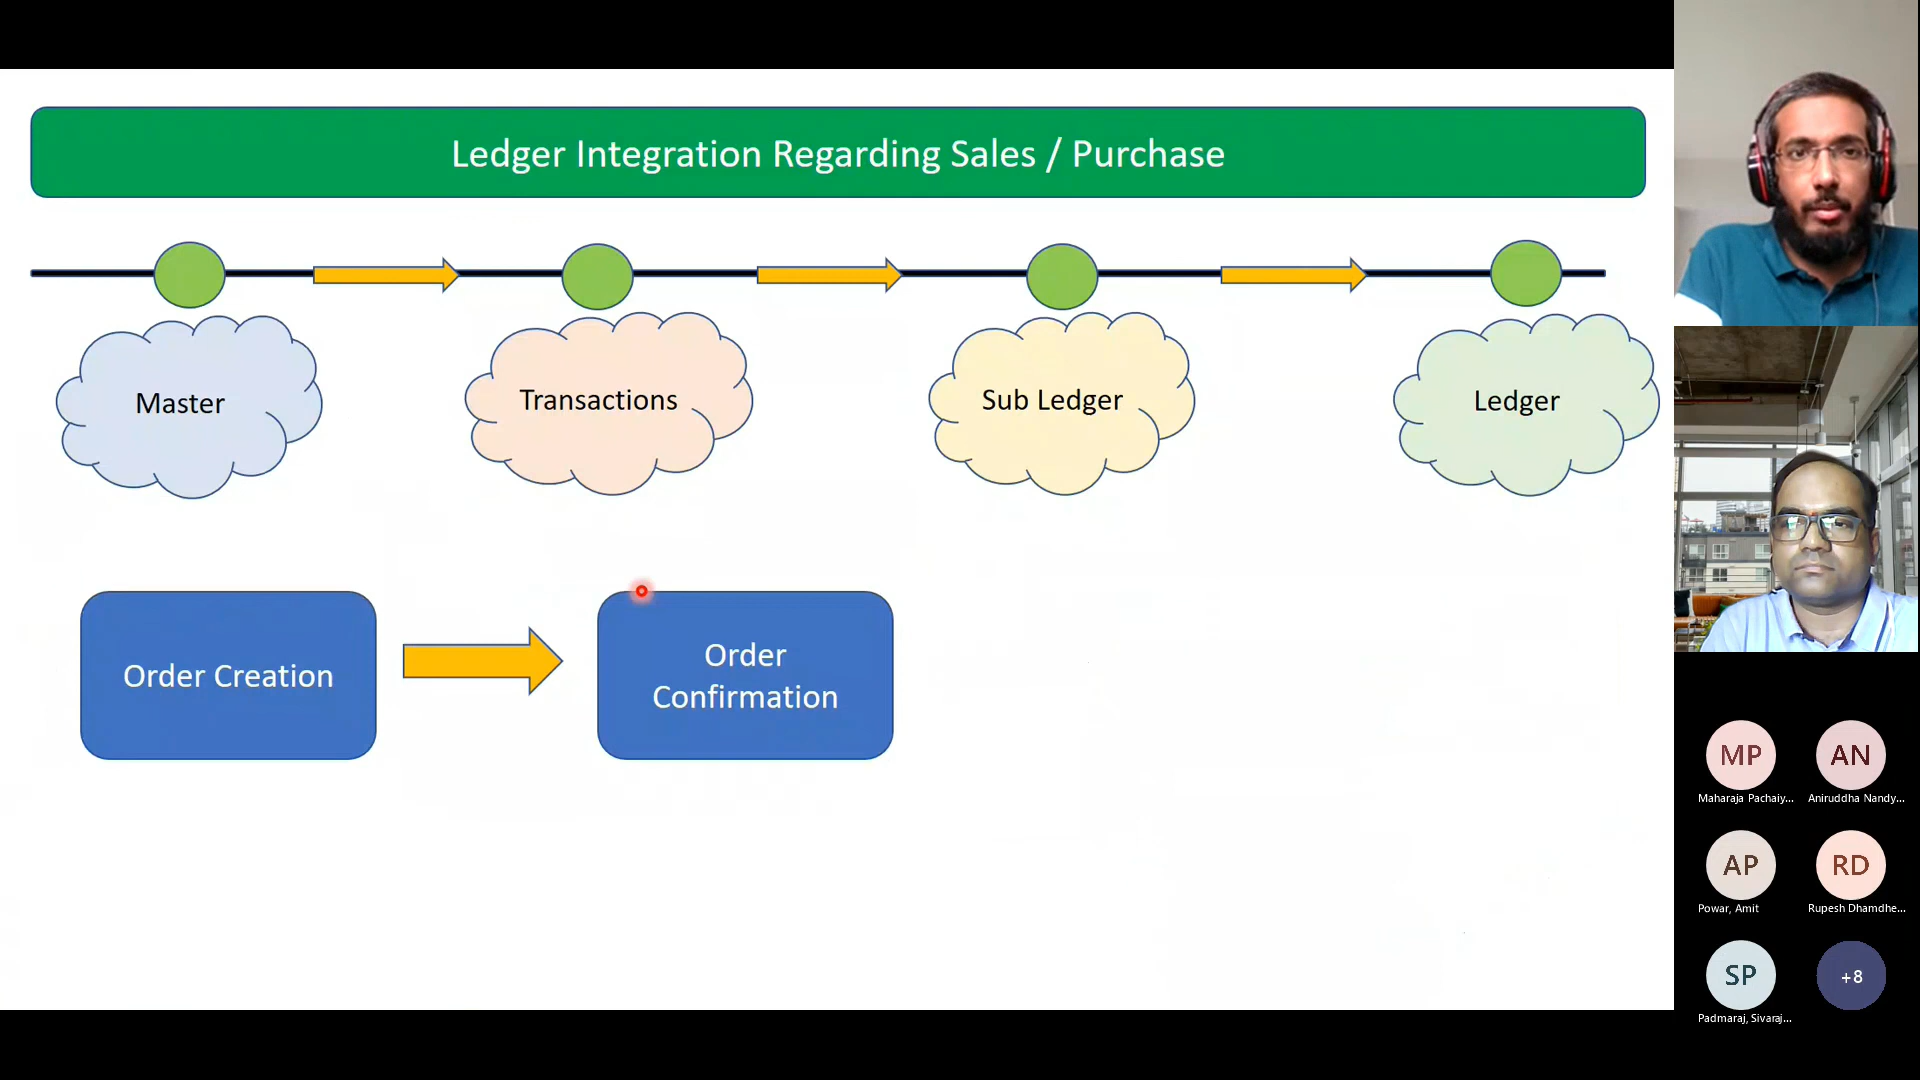 Ledger Integration Regarding Sales / Purchase
Master
Transactions
Sub Ledger
Ledger
Order Creation
Order
Confirmation
MP
AN
Maharaja Pachaiy...
Aniruddha Nandy...
AP
RD
Powar, Amit
Rupesh Dhamdhe...
SP
+8
Padmaraj, Sivaraj...